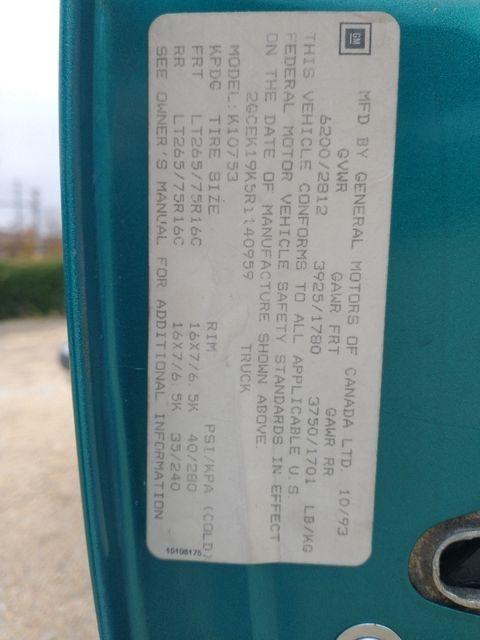 GM
MFD BY GENERAL MOTORS OF CANADA LTD. 10/93
GVWR GAWR FRT GAWR RR
6200/2812 3925/1780 3750/1701 LB/KG
THIS VEHICLE CONFORMS TO ALL APPLICABLE U.S
FEDERAL MOTOR VEHICLE SAFETY STANDARDS IN EFFECT
ON THE DATE OF MANUFACTURE SHOWN ABOVE.
2GCEK19K5R1140959 TRUCK
MODEL:K10753
KPDG TIRE SIZE RIM PSI/KPA (COLD)
FRT LT265/75R16C 16X7/6.5K 40/280
RR LT265/75R16C 16X7/6.5K 35/240
SEE OWNER'S MANUAL FOR ADDITIONAL INFORMATION
10108175